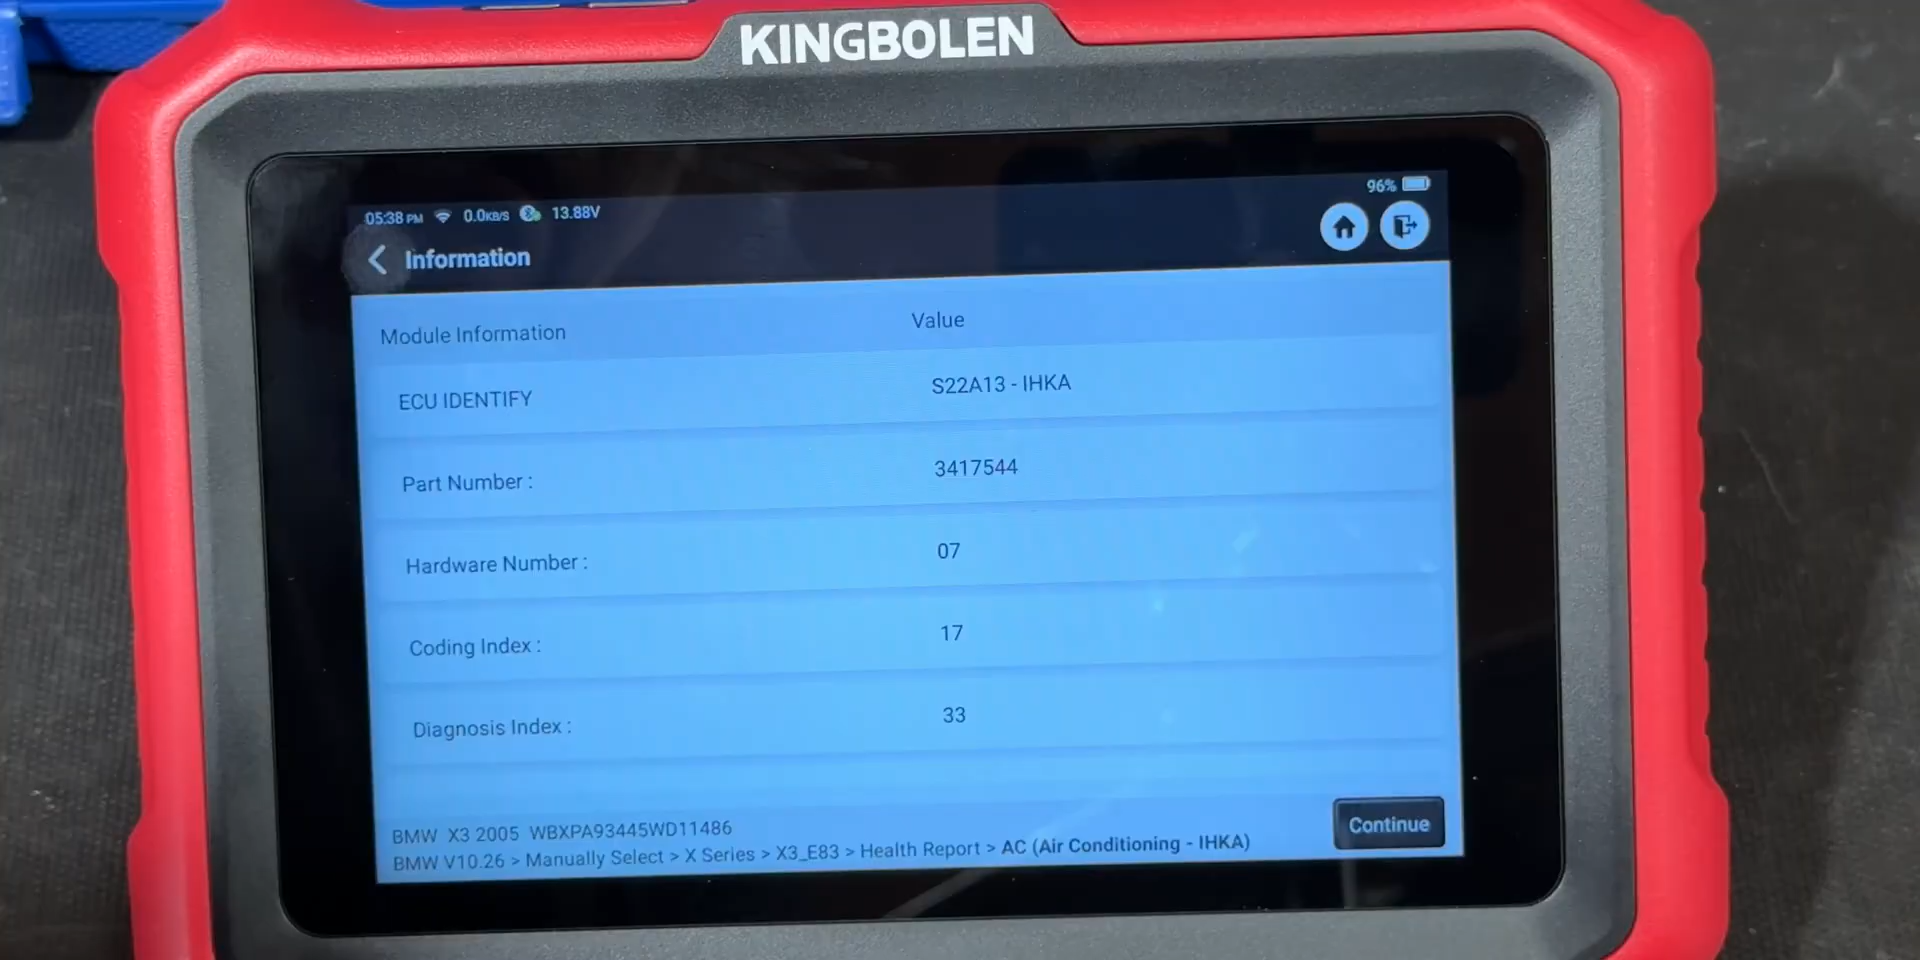 KINGBOLEN
96%
05:38 PM 0.0KB/S 13.88V
Information
Module Information Value
ECU IDENTIFY S22A13 - IHKA
Part Number : 3417544
Hardware Number : 07
Coding Index : 17
Diagnosis Index : 33
BMW X3 2005 WBXPA93445WD11486
BMW V10.26 > Manually Select > X Series > X3_E83 > Health Report > AC (Air Conditioning - IHKA)
Continue